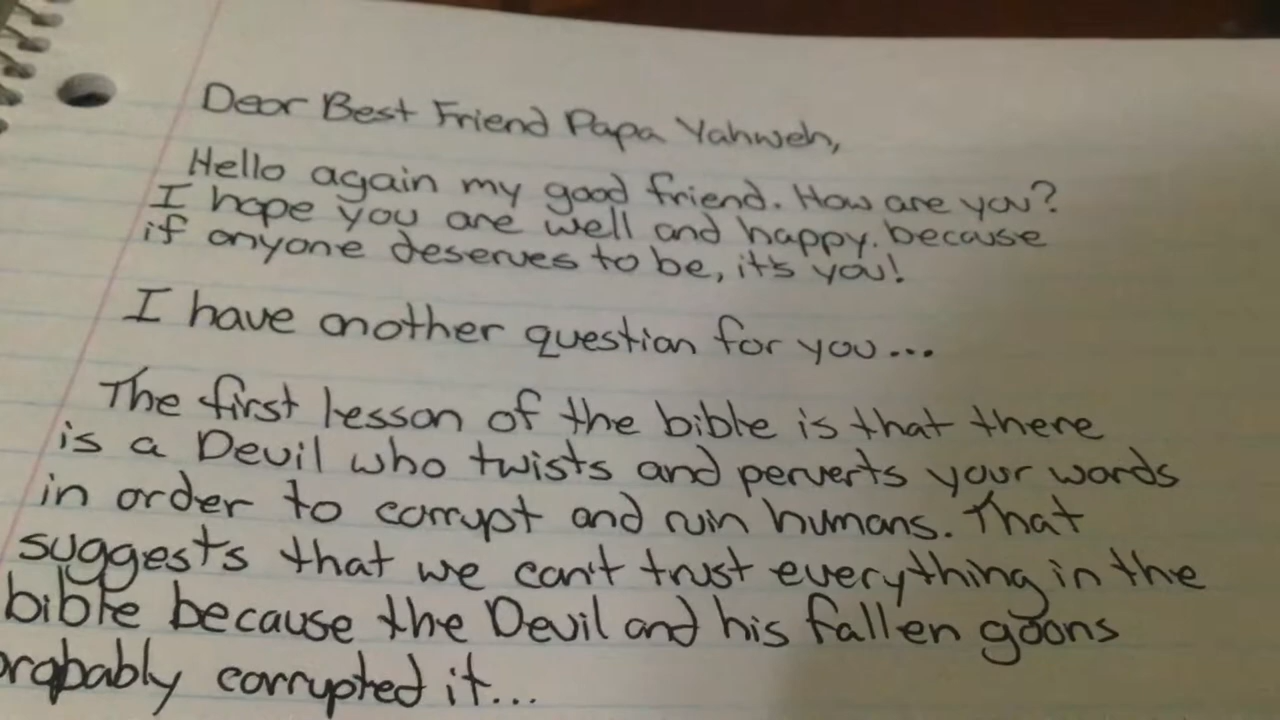 Dear Best Friend Papa Yahweh,
Hello again my good friend. How are you?
I hope you are well and happy. because
if anyone deserves to be, it's you!
I have another question for you...
The first lesson of the bible is that there
is a Devil who twists and perverts your words
in order to corrupt and ruin humans. That
suggests that we can't trust everything in the
bible because the Devil and his fallen goons
probably corrupted it...